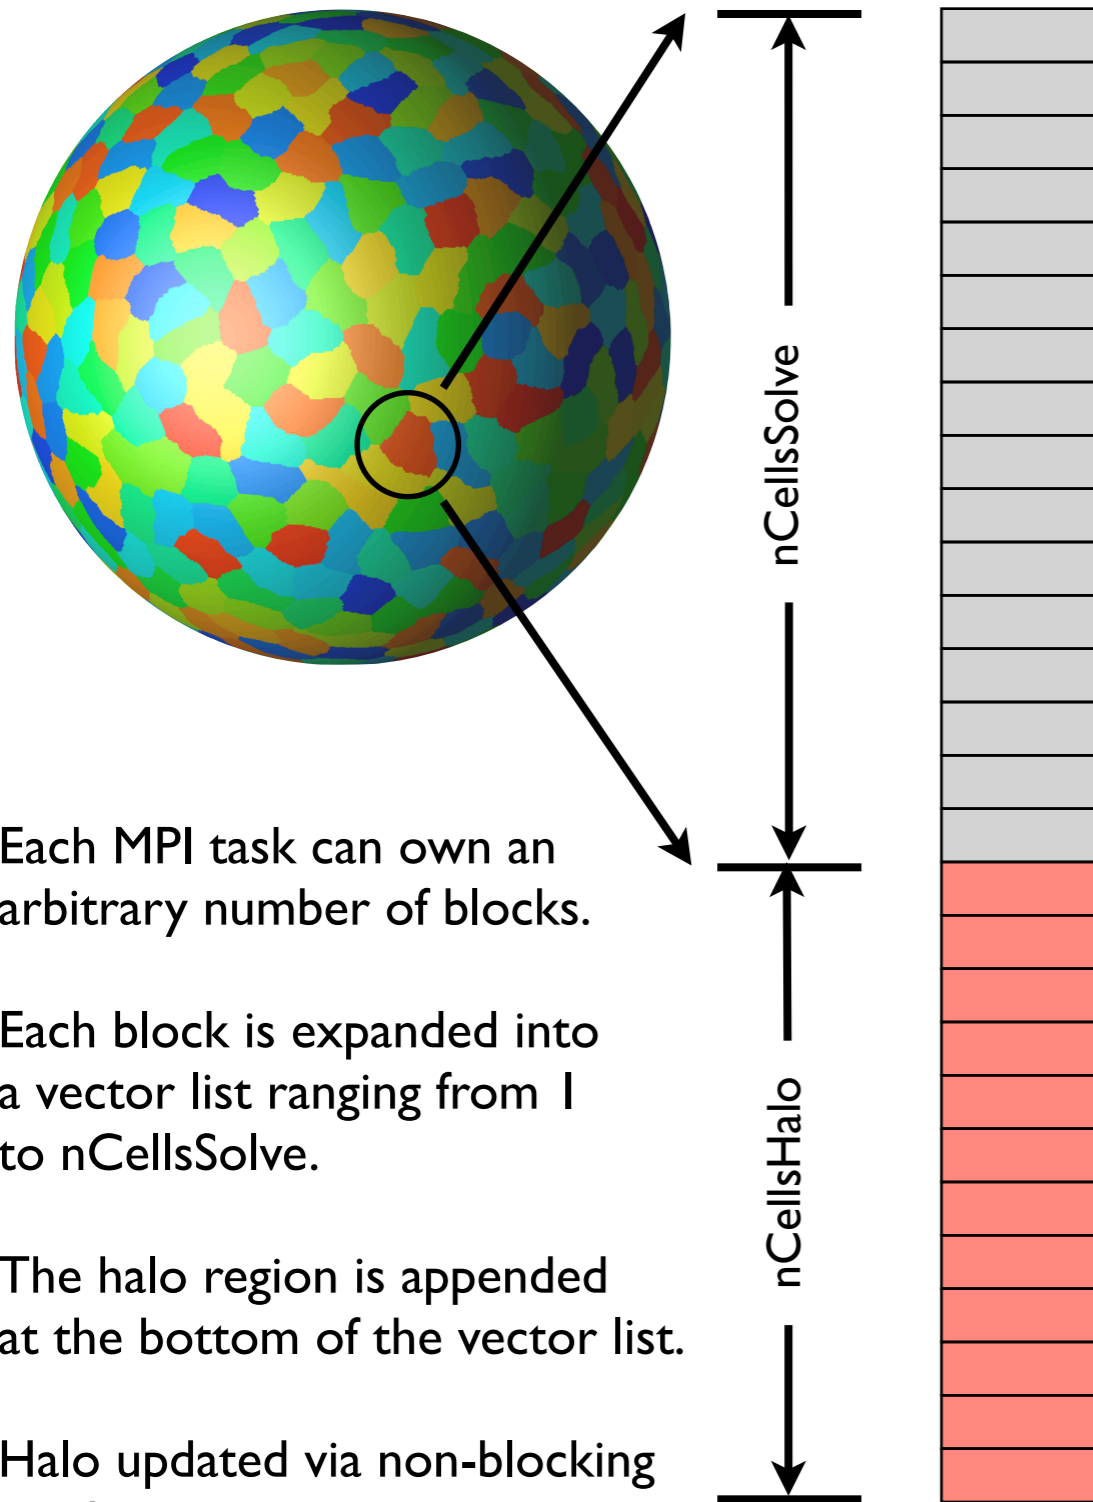 nCellsSolve
Each MPI task can own an
arbitrary number of blocks.
Each block is expanded into
a vector list ranging from 1
to nCellsSolve.
nCellsHalo
The halo region is appended
at the bottom of the vector list.
Halo updated via non-blocking